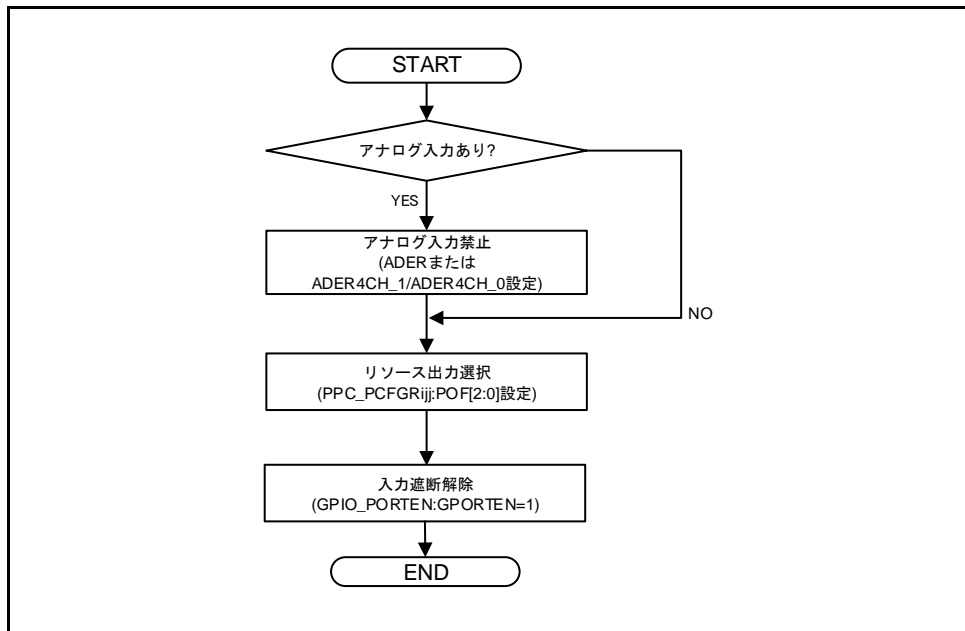 START
アナログ入力あり?
YES
アナログ入力禁止
(ADERまたは
ADER4CH_1/ADER4CH_0設定)
NO
リソース出力選択
(PPC_PCFGRijj:POF[2:0]設定)
入力遮断解除
(GPIO_PORTEN:GPORTEN=1)
END